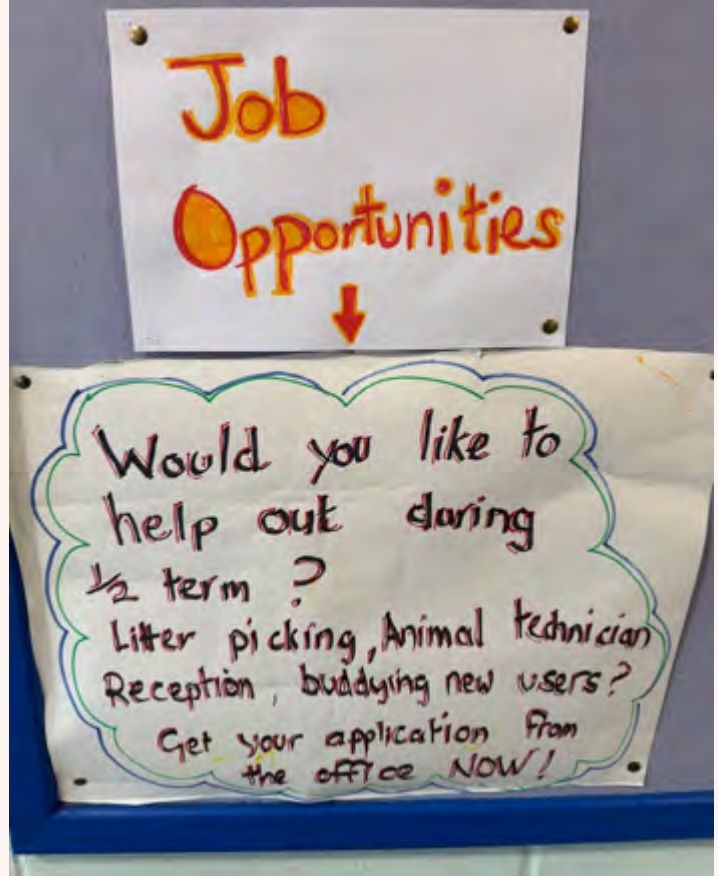 Job
Opportunities
Would you like to
help out during
1/2 term ?
Litter picking, Animal technician
Reception, buddying new users?
Get your application from
the office NOW!